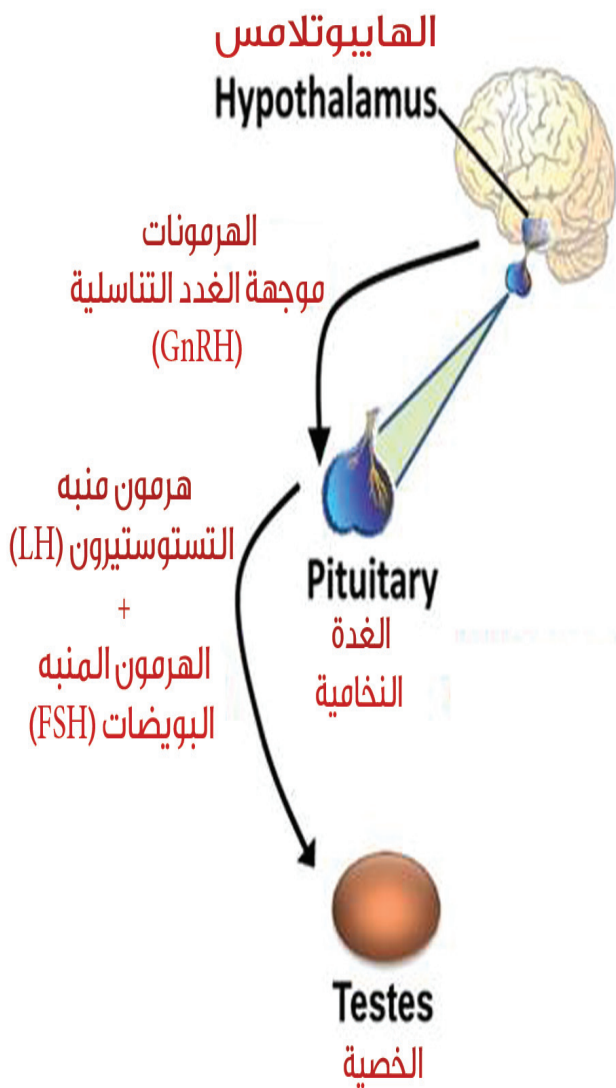 الهايبوتلامس
Hypothalamus
الهرمونات
موجهة الغدد التناسلية
(GnRH)
هرمون منبه
التستوستيرون (LH)
+
الهرمون المنبه
البويضات (FSH)
Pituitary
الغدة
النخامية
Testes
الخصية